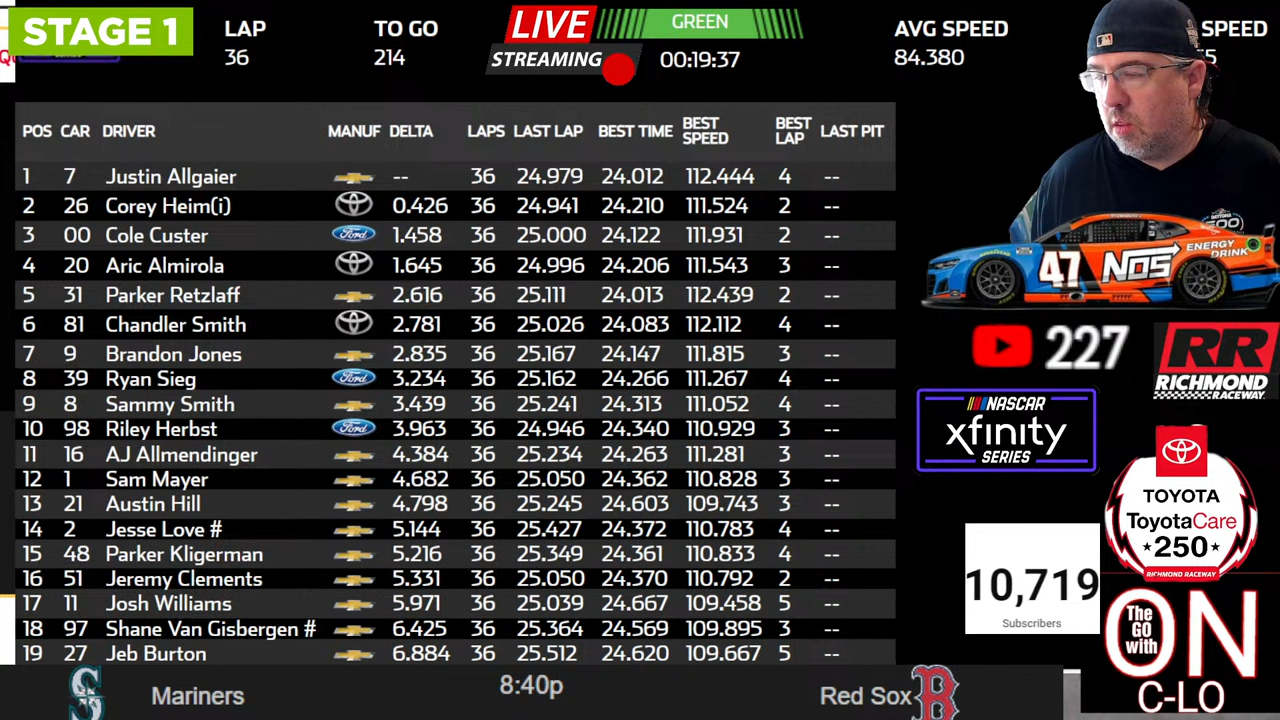 STAGE 1
LAP
36
TO GO
214
LIVE
STREAMING
GREEN
00:19:37
AVG SPEED
84.380
SPEED
POS CAR DRIVER MANUF DELTA LAPS LAST LAP BEST TIME BEST SPEED BEST LAP LAST PIT
1 7 Justin Allgaier -- 36 24.979 24.012 112.444 4 --
2 26 Corey Heim(i) 0.426 36 24.941 24.210 111.524 2 --
3 00 Cole Custer Ford 1.458 36 25.000 24.122 111.931 2 --
4 20 Aric Almirola 1.645 36 24.996 24.206 111.543 3 --
5 31 Parker Retzlaff 2.616 36 25.111 24.013 112.439 2 --
6 81 Chandler Smith 2.781 36 25.026 24.083 112.112 4 --
7 9 Brandon Jones 2.835 36 25.167 24.147 111.815 3 --
8 39 Ryan Sieg Ford 3.234 36 25.162 24.266 111.267 4 --
9 8 Sammy Smith 3.439 36 25.241 24.313 111.052 4 --
10 98 Riley Herbst Ford 3.963 36 24.946 24.340 110.929 3 --
11 16 AJ Allmendinger 4.384 36 25.234 24.263 111.281 3 --
12 1 Sam Mayer 4.682 36 25.050 24.362 110.828 3 --
13 21 Austin Hill 4.798 36 25.245 24.603 109.743 3 --
14 2 Jesse Love # 5.144 36 25.427 24.372 110.783 4 --
15 48 Parker Kligerman 5.216 36 25.349 24.361 110.833 4 --
16 51 Jeremy Clements 5.331 36 25.050 24.370 110.792 2 --
17 11 Josh Williams 5.971 36 25.039 24.667 109.458 5 --
18 97 Shane Van Gisbergen # 6.425 36 25.364 24.569 109.895 3 --
19 27 Jeb Burton 6.884 36 25.512 24.620 109.667 5 --
DAYTONA
500
47 NOS
ENERGY
DRINK
227
RR
RICHMOND
RACEWAY
NASCAR
xfinity
SERIES
TOYOTA
ToyotaCare
250
RICHMOND RACEWAY
10,719
Subscribers
The
GO
with
ON
C-LO
Mariners
8:40p
Red Sox
B